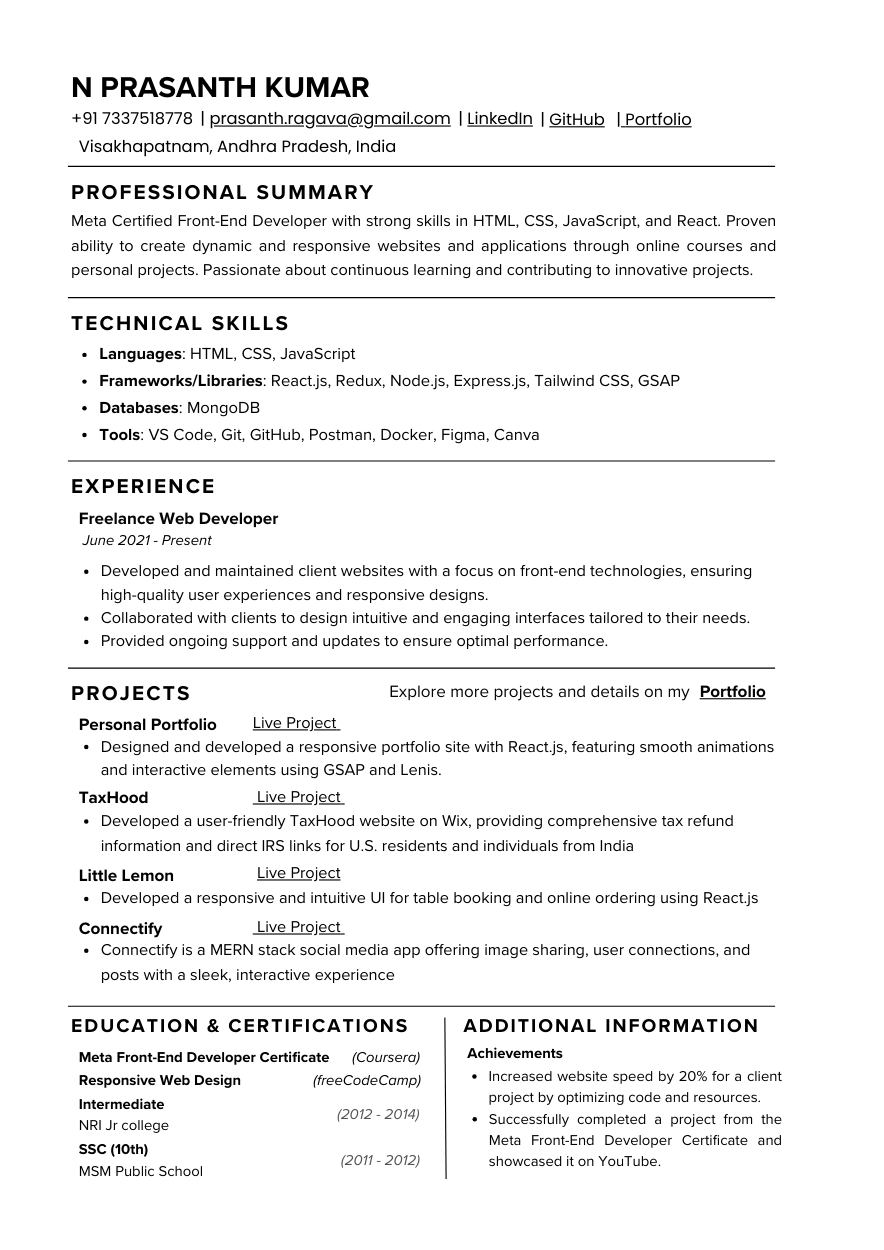 N PRASANTH KUMAR
+91 7337518778 | prasanth.ragava@gmail.com | LinkedIn | GitHub | Portfolio
Visakhapatnam, Andhra Pradesh, India
PROFESSIONAL SUMMARY
Meta Certified Front-End Developer with strong skills in HTML, CSS, JavaScript, and React. Proven
ability to create dynamic and responsive websites and applications through online courses and
personal projects. Passionate about continuous learning and contributing to innovative projects.
TECHNICAL SKILLS
• Languages: HTML, CSS, JavaScript
• Frameworks/Libraries: React.js, Redux, Node.js, Express.js, Tailwind CSS, GSAP
• Databases: MongoDB
• Tools: VS Code, Git, GitHub, Postman, Docker, Figma, Canva
EXPERIENCE
Freelance Web Developer
June 2021 - Present
• Developed and maintained client websites with a focus on front-end technologies, ensuring
high-quality user experiences and responsive designs.
• Collaborated with clients to design intuitive and engaging interfaces tailored to their needs.
• Provided ongoing support and updates to ensure optimal performance.
PROJECTS Explore more projects and details on my Portfolio
Personal Portfolio Live Project
• Designed and developed a responsive portfolio site with React.js, featuring smooth animations
and interactive elements using GSAP and Lenis.
TaxHood Live Project
• Developed a user-friendly TaxHood website on Wix, providing comprehensive tax refund
information and direct IRS links for U.S. residents and individuals from India
Little Lemon Live Project
• Developed a responsive and intuitive UI for table booking and online ordering using React.js
Connectify Live Project
• Connectify is a MERN stack social media app offering image sharing, user connections, and
posts with a sleek, interactive experience
EDUCATION & CERTIFICATIONS
Meta Front-End Developer Certificate (Coursera)
Responsive Web Design (freeCodeCamp)
Intermediate
(2012 - 2014)
NRI Jr college
SSC (10th)
(2011 - 2012)
MSM Public School
ADDITIONAL INFORMATION
Achievements
• Increased website speed by 20% for a client
project by optimizing code and resources.
• Successfully completed a project from the
Meta Front-End Developer Certificate and
showcased it on YouTube.